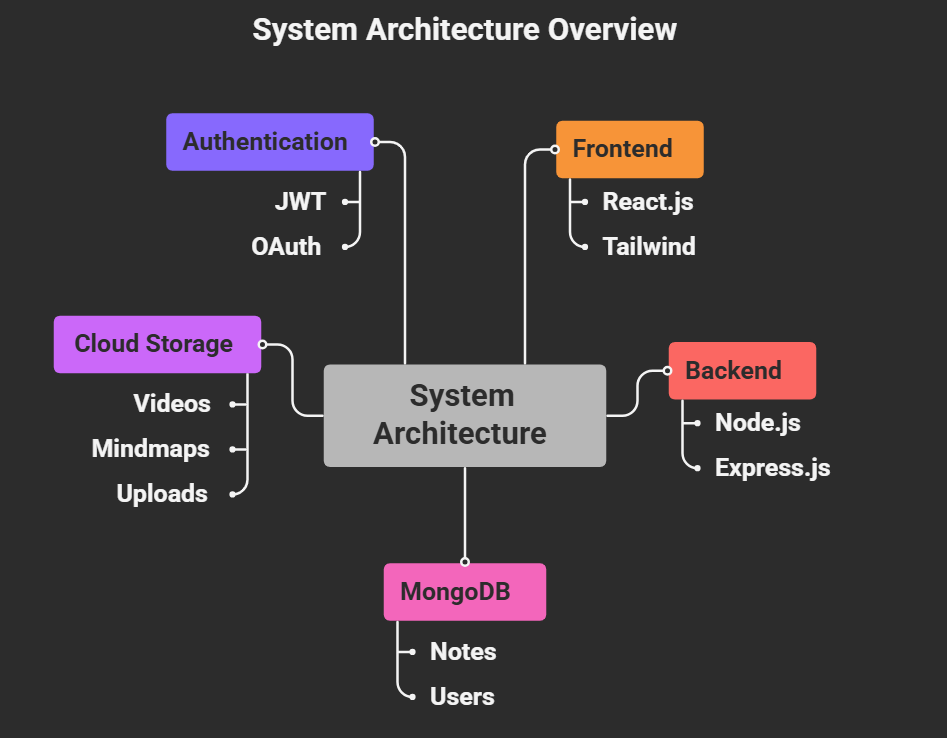 System Architecture Overview
Authentication
JWT
OAuth
Frontend
React.js
Tailwind
Cloud Storage
Videos
Mindmaps
Uploads
System
Architecture
Backend
Node.js
Express.js
MongoDB
Notes
Users